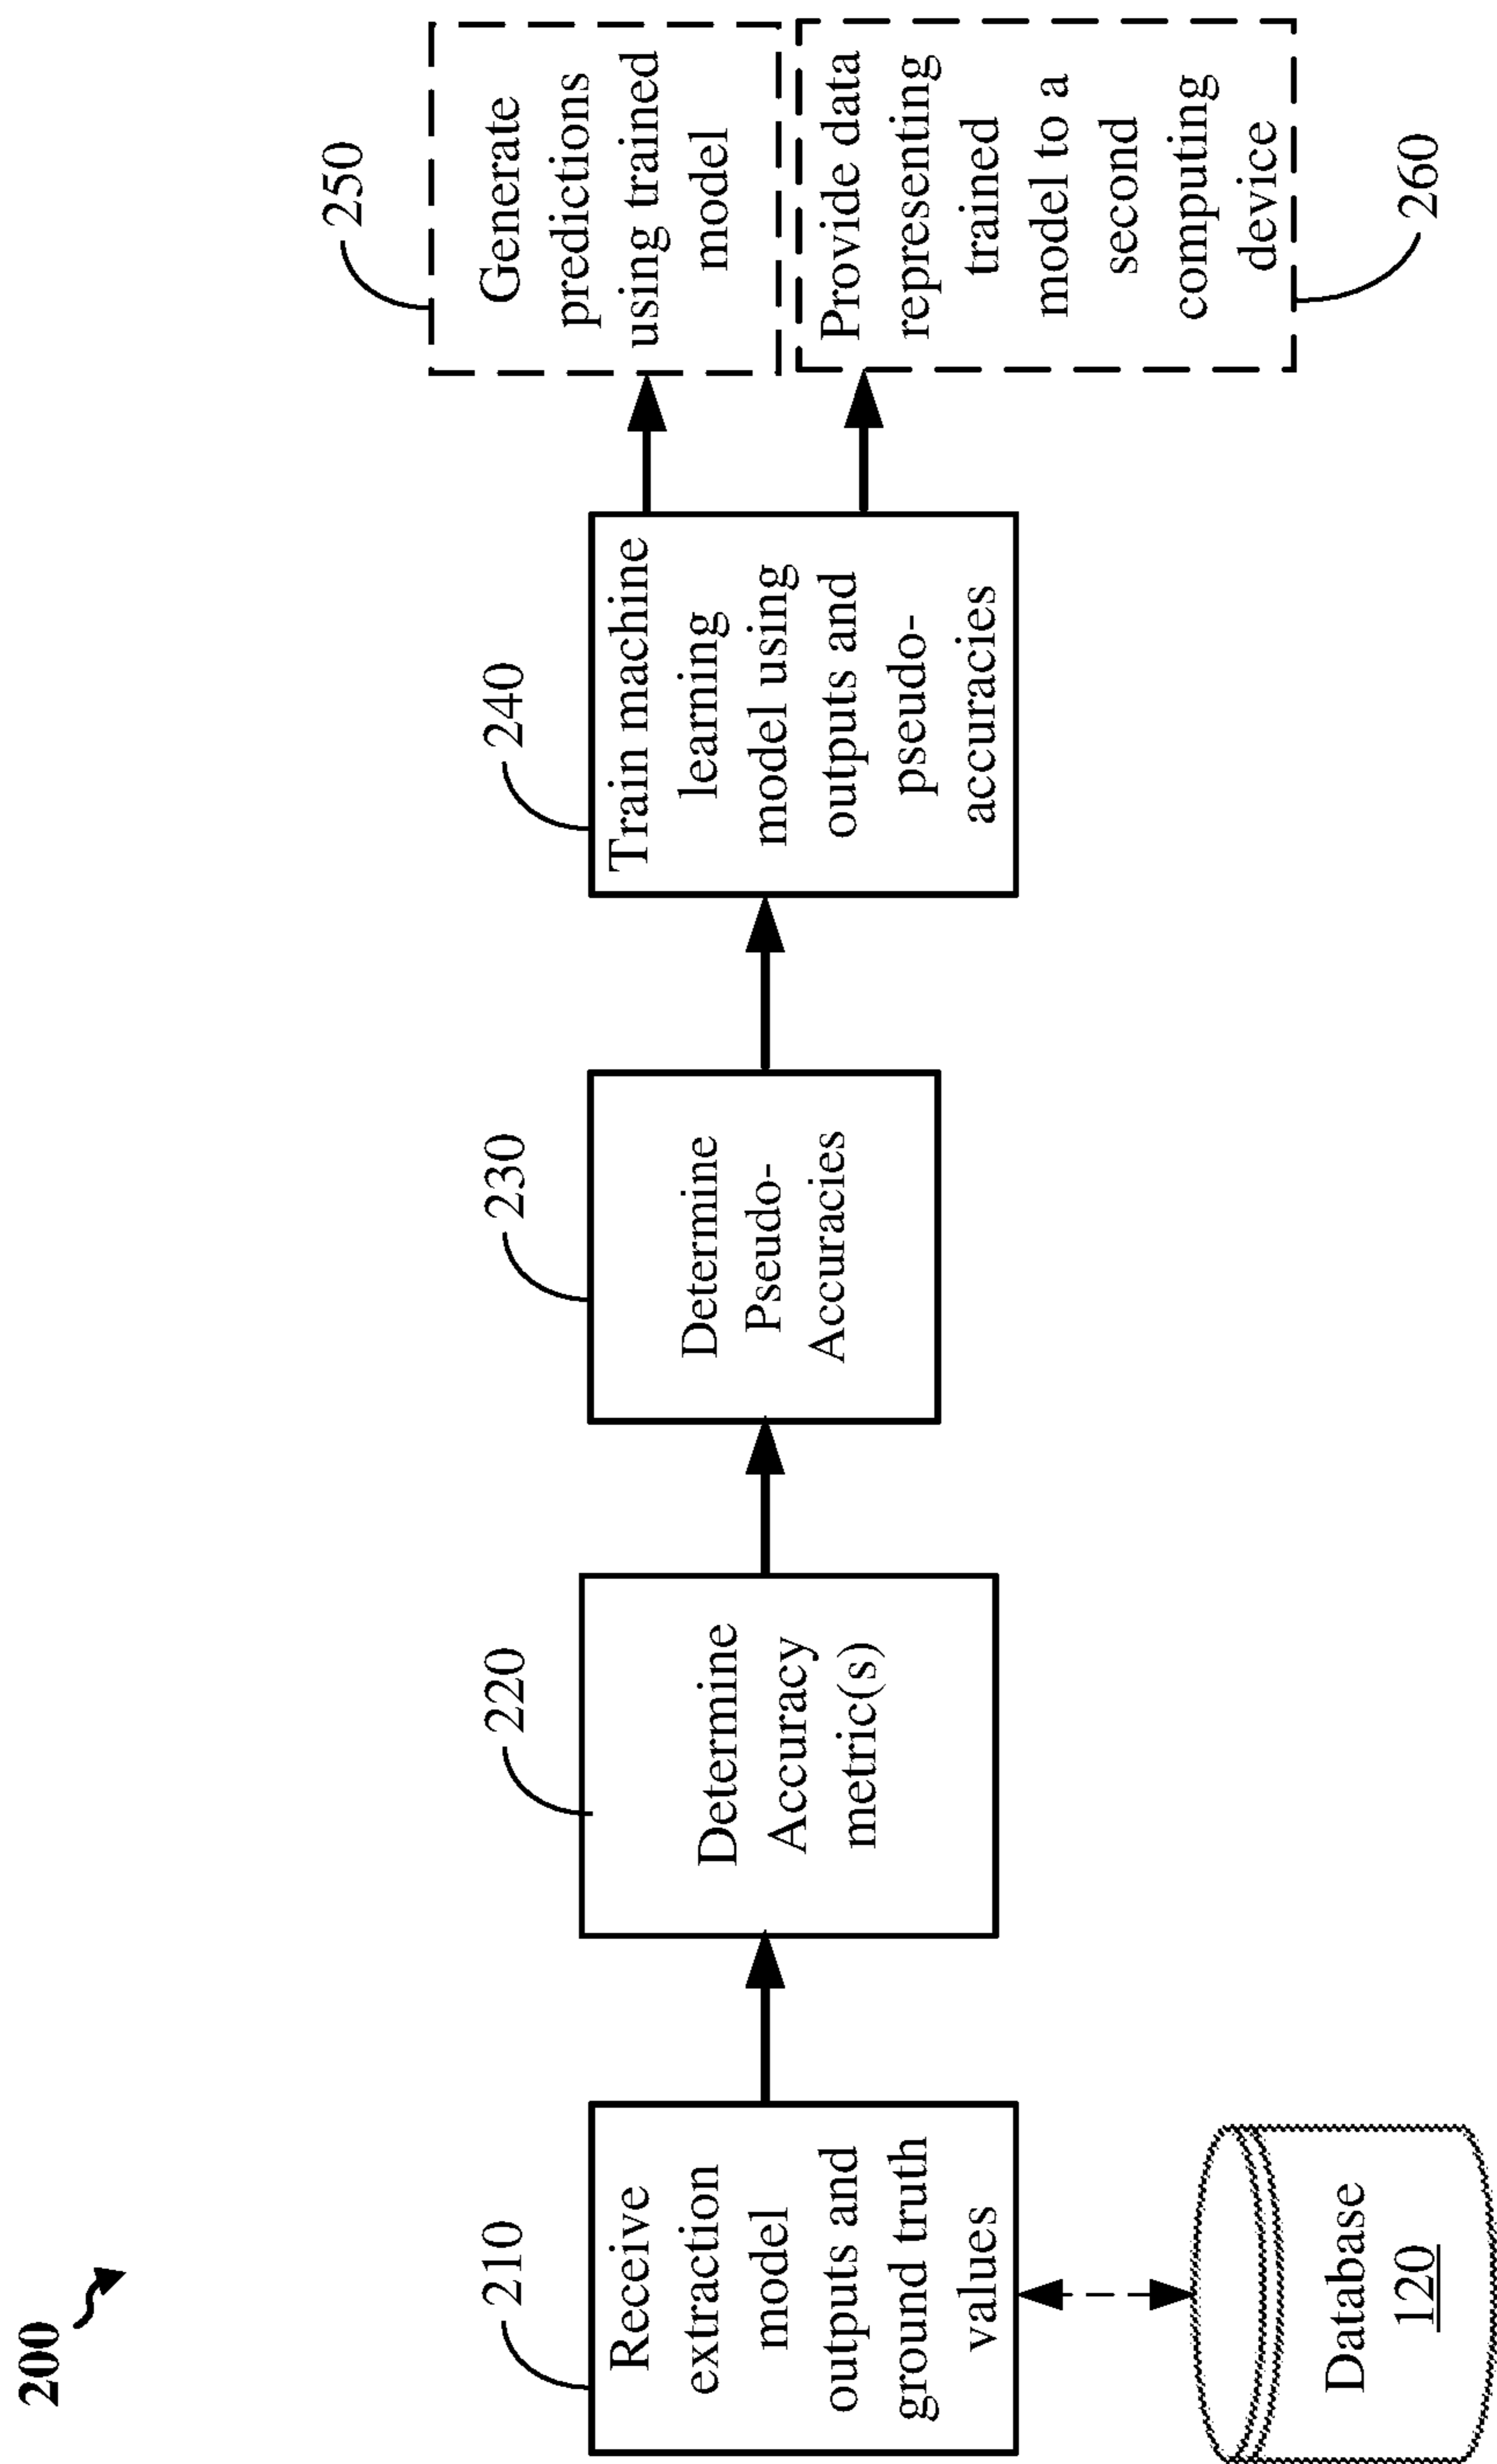 200
210
Receive
extraction
model
outputs and
ground truth
values
Database
120
220
Determine
Accuracy
metric(s)
230
Determine
Pseudo-
Accuracies
240
Train machine
learning
model using
outputs and
pseudo-
accuracies
250
Generate
predictions
using trained
model
Provide data
representing
trained
model to a
second
computing
device
260